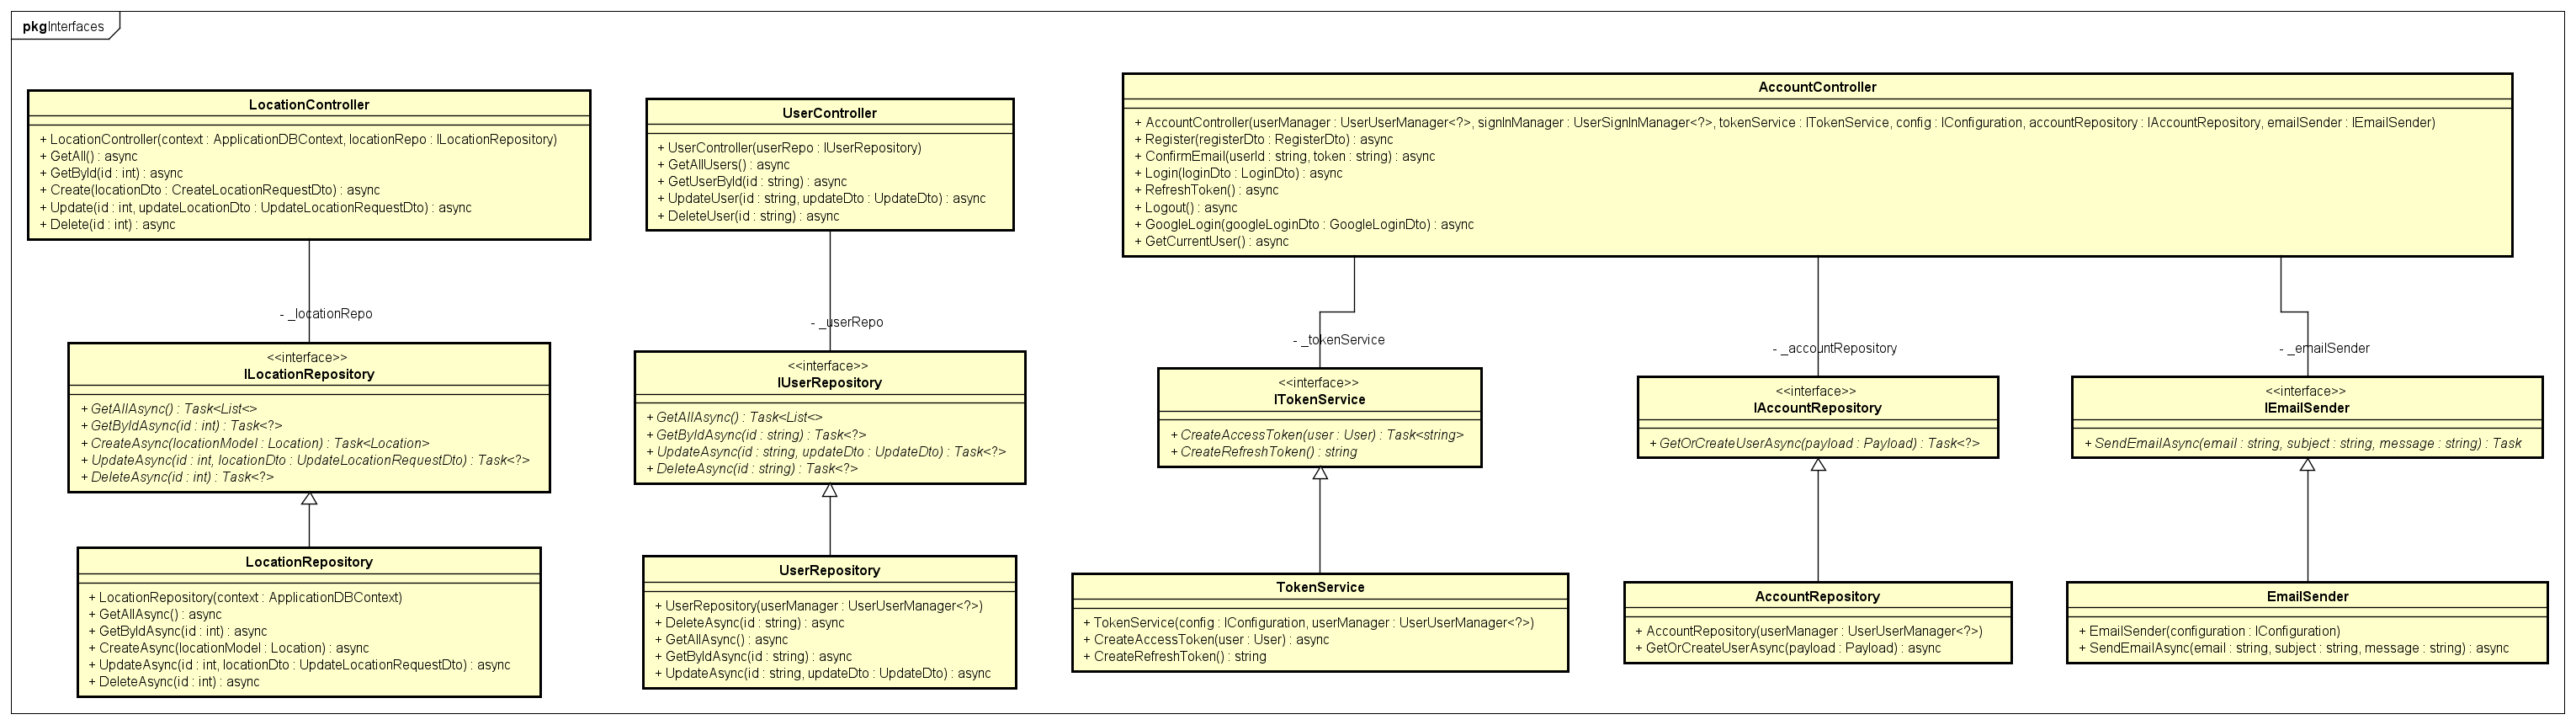 pkgInterfaces
LocationController
+ LocationController(context : ApplicationDBContext, locationRepo : ILocationRepository)
+ GetAll() : async
+ GetById(id : int) : async
+ Create(locationDto : CreateLocationRequestDto) : async
+ Update(id : int, updateLocationDto : UpdateLocationRequestDto) : async
+ Delete(id : int) : async
- _locationRepo
<<interface>>
ILocationRepository
+ GetAllAsync() : Task<List<>
+ GetByIdAsync(id : int) : Task<?>
+ CreateAsync(locationModel : Location) : Task<Location>
+ UpdateAsync(id : int, locationDto : UpdateLocationRequestDto) : Task<?>
+ DeleteAsync(id : int) : Task<?>
LocationRepository
+ LocationRepository(context : ApplicationDBContext)
+ GetAllAsync() : async
+ GetByIdAsync(id : int) : async
+ CreateAsync(locationModel : Location) : async
+ UpdateAsync(id : int, locationDto : UpdateLocationRequestDto) : async
+ DeleteAsync(id : int) : async
UserController
+ UserController(userRepo : IUserRepository)
+ GetAllUsers() : async
+ GetUserById(id : string) : async
+ UpdateUser(id : string, updateDto : UpdateDto) : async
+ DeleteUser(id : string) : async
- _userRepo
<<interface>>
IUserRepository
+ GetAllAsync() : Task<List<>
+ GetByIdAsync(id : string) : Task<?>
+ UpdateAsync(id : string, updateDto : UpdateDto) : Task<?>
+ DeleteAsync(id : string) : Task<?>
UserRepository
+ UserRepository(userManager : UserUserManager<?>)
+ DeleteAsync(id : string) : async
+ GetAllAsync() : async
+ GetByIdAsync(id : string) : async
+ UpdateAsync(id : string, updateDto : UpdateDto) : async
AccountController
+ AccountController(userManager : UserUserManager<?>, signInManager : UserSignInManager<?>, tokenService : ITokenService, config : IConfiguration, accountRepository : IAccountRepository, emailSender : IEmailSender)
+ Register(registerDto : RegisterDto) : async
+ ConfirmEmail(userId : string, token : string) : async
+ Login(loginDto : LoginDto) : async
+ RefreshToken() : async
+ Logout() : async
+ GoogleLogin(googleLoginDto : GoogleLoginDto) : async
+ GetCurrentUser() : async
- _tokenService
<<interface>>
ITokenService
+ CreateAccessToken(user : User) : Task<string>
+ CreateRefreshToken() : string
TokenService
+ TokenService(config : IConfiguration, userManager : UserUserManager<?>)
+ CreateAccessToken(user : User) : async
+ CreateRefreshToken() : string
- _accountRepository
<<interface>>
IAccountRepository
+ GetOrCreateUserAsync(payload : Payload) : Task<?>
AccountRepository
+ AccountRepository(userManager : UserUserManager<?>)
+ GetOrCreateUserAsync(payload : Payload) : async
- _emailSender
<<interface>>
IEmailSender
+ SendEmailAsync(email : string, subject : string, message : string) : Task
EmailSender
+ EmailSender(configuration : IConfiguration)
+ SendEmailAsync(email : string, subject : string, message : string) : async